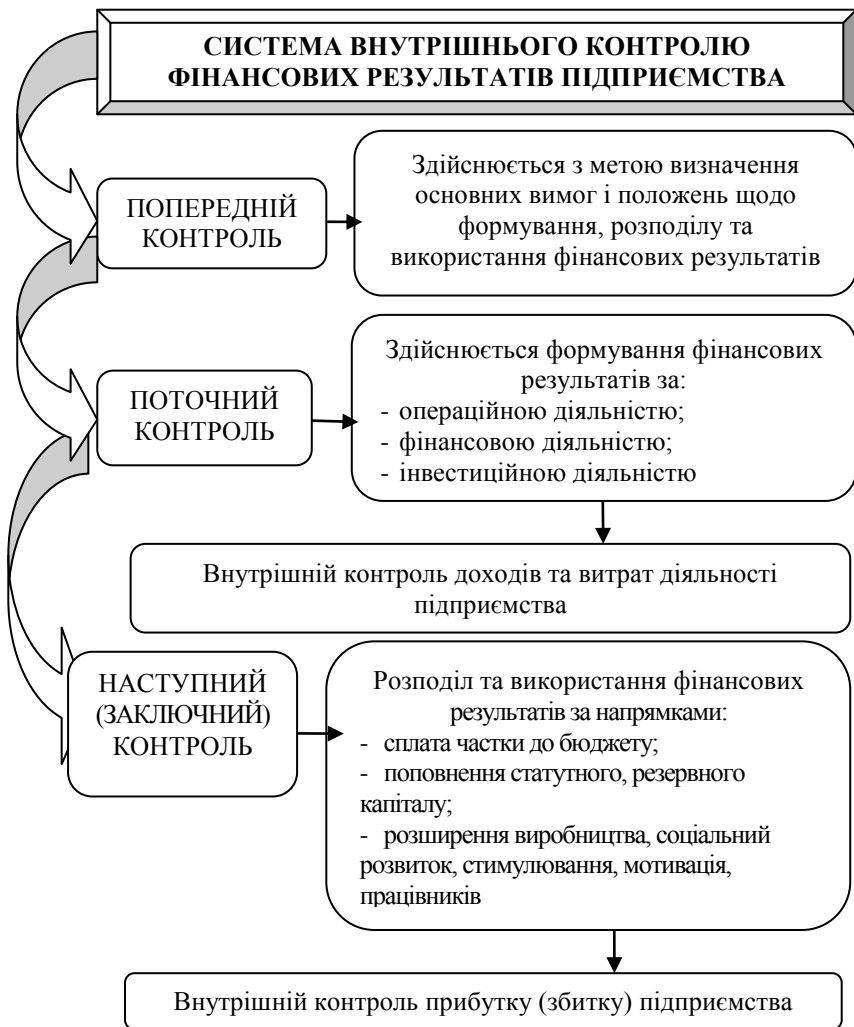 СИСТЕМА ВНУТРІШНЬОГО КОНТРОЛЮ
ФІНАНСОВИХ РЕЗУЛЬТАТІВ ПІДПРИЄМСТВА
ПОПЕРЕДНІЙ
КОНТРОЛЬ
Здійснюється з метою визначення
основних вимог і положень щодо
формування, розподілу та
використання фінансових результатів
ПОТОЧНИЙ
КОНТРОЛЬ
Здійснюється формування фінансових
результатів за:
- операційною діяльністю;
- фінансовою діяльністю;
- інвестиційною діяльністю
Внутрішній контроль доходів та витрат діяльності
підприємства
НАСТУПНИЙ
(ЗАКЛЮЧНИЙ)
КОНТРОЛЬ
Розподіл та використання фінансових
результатів за напрямками:
- сплата частки до бюджету;
- поповнення статутного, резервного
капіталу;
- розширення виробництва, соціальний
розвиток, стимулювання, мотивація,
працівників
Внутрішній контроль прибутку (збитку) підприємства